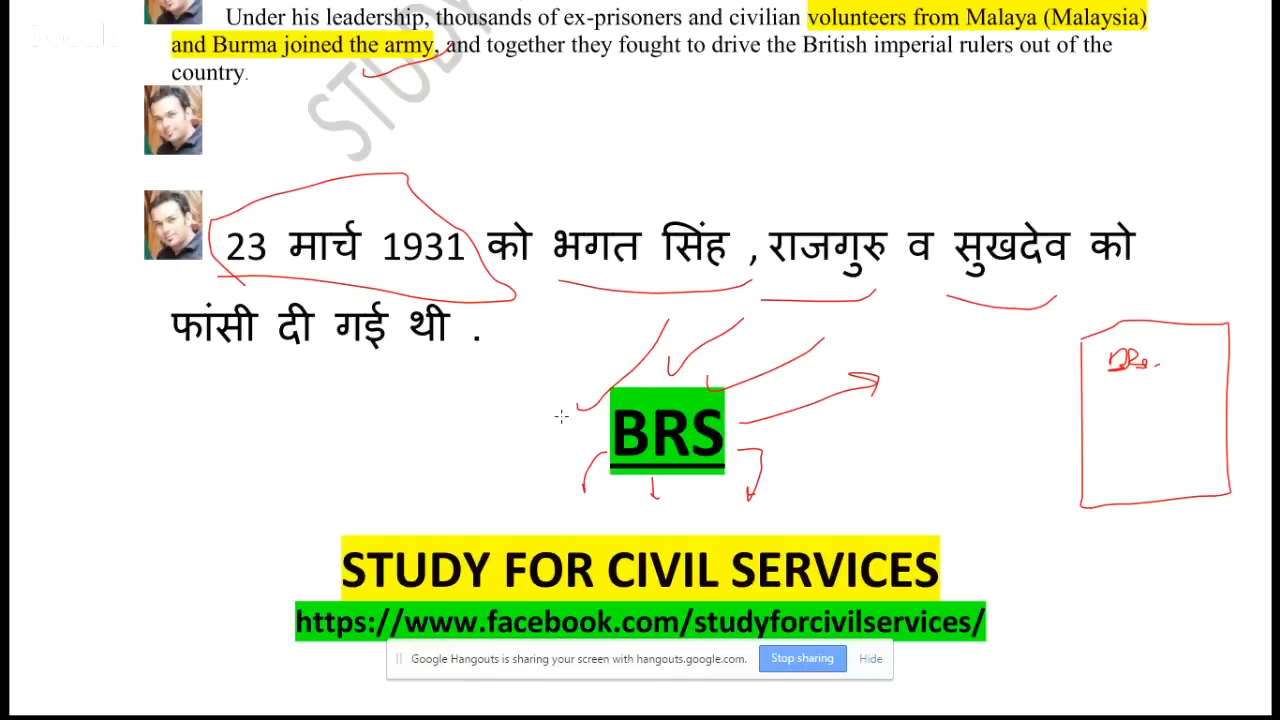 Google
Under his leadership, thousands of ex-prisoners and civilian volunteers from Malaya (Malaysia)
and Burma joined the army, and together they fought to drive the British imperial rulers out of the
country.
STUDY
23 मार्च 1931 को भगत सिंह , राजगुरु व सुखदेव को
फांसी दी गई थी .
BRS
STUDY FOR CIVIL SERVICES
https://www.facebook.com/studyforcivilservices/
Google Hangouts is sharing your screen with hangouts.google.com. Stop sharing Hide